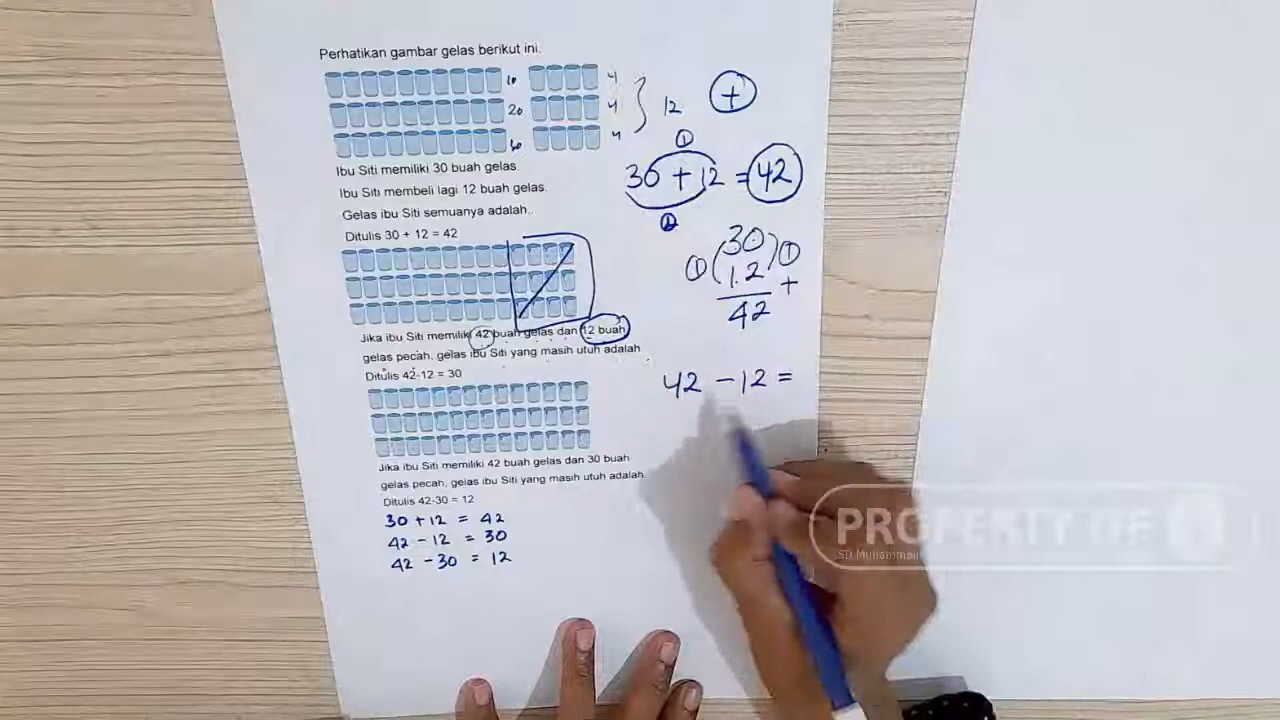 Perhatikan gambar gelas berikut ini.
10 4
20 4 } 12 +
4
Ibu Siti memiliki 30 buah gelas
Ibu Siti membeli lagi 12 buah gelas.
Gelas ibu Siti semuanya adalah..
Ditulis 30 + 12 = 42
1
30 + 12 = 42
2
30
1 12 1
+
42
Jika ibu Siti memiliki 42 buah gelas dan 12 buah
gelas pecah, gelas ibu Siti yang masih utuh adalah
Ditulis 42-12 = 30
42 - 12 =
Jika ibu Siti memiliki 42 buah gelas dan 30 buah
gelas pecah, gelas ibu Siti yang masih utuh adalah
Ditulis 42-30 = 12
30 + 12 = 42
42 - 12 = 30
42 - 30 = 12
PROPERTY OF
SD Muhammadi